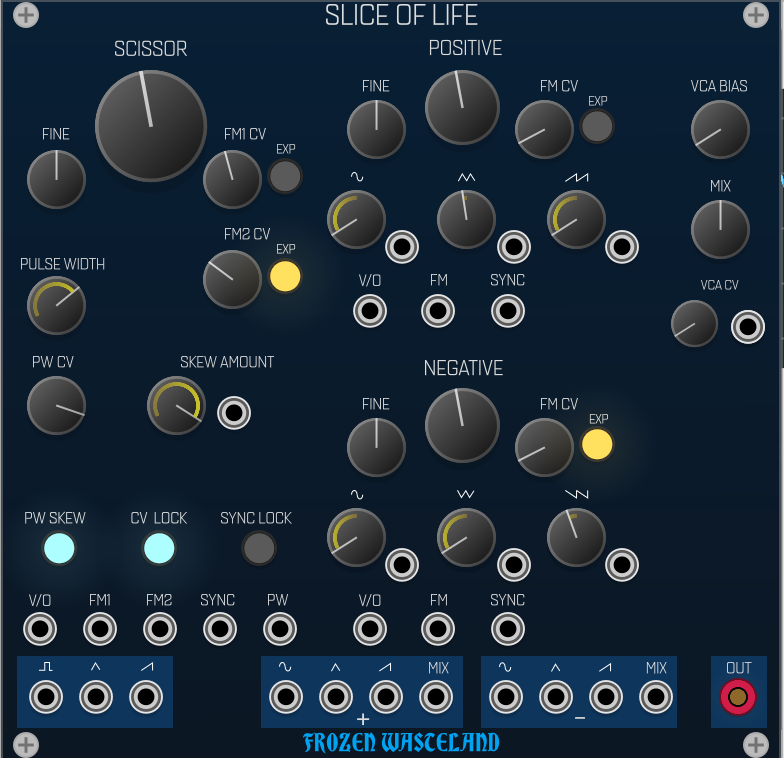 SLICE OF LIFE
SCISSOR
POSITIVE
FINE
FM CV
EXP
VCA BIAS
FINE
FM1 CV
EXP
MIX
FM2 CV
EXP
PULSE WIDTH
V/O
FM
SYNC
VCA CV
PW CV
SKEW AMOUNT
NEGATIVE
FINE
FM CV
EXP
PW SKEW
CV LOCK
SYNC LOCK
V/O
FM1
FM2
SYNC
PW
V/O
FM
SYNC
MIX
MIX
OUT
+
−
FROZEN WASTELAND